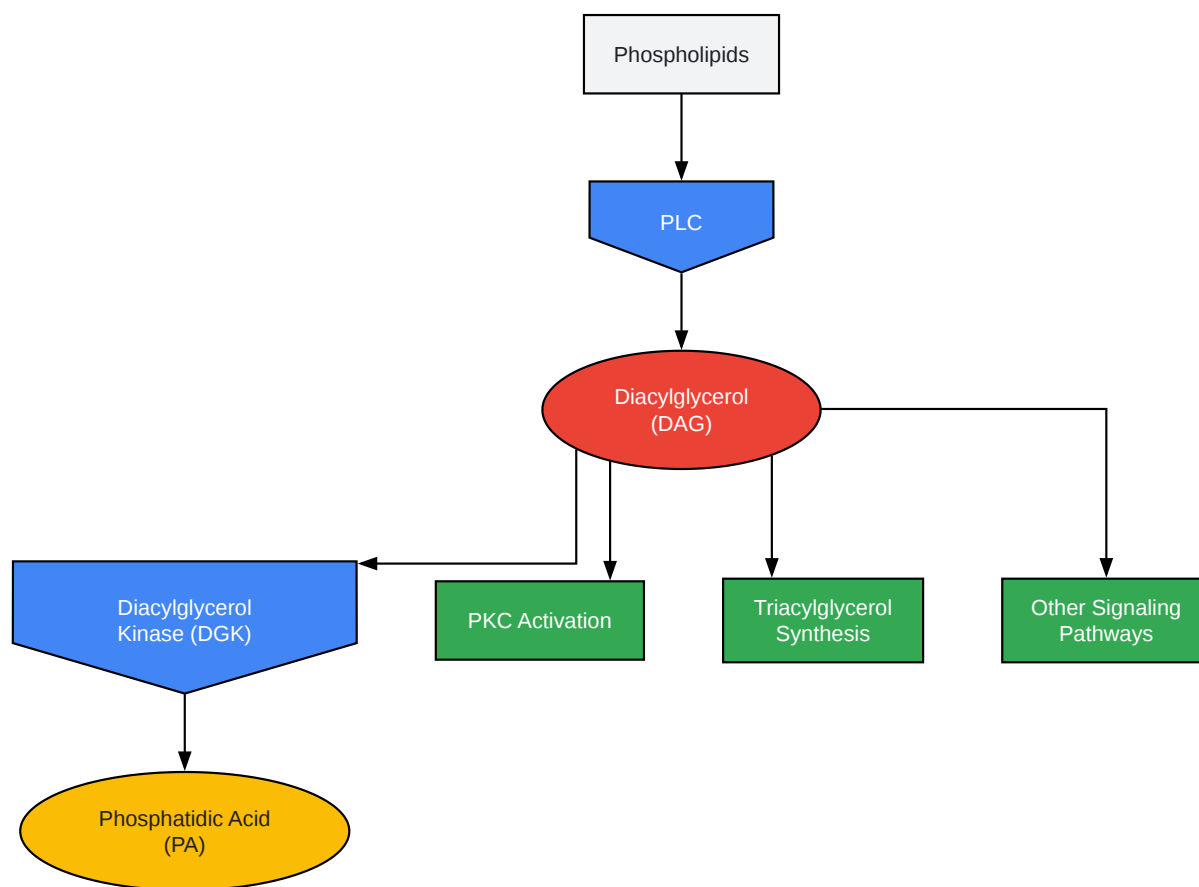 Phospholipids
PLC
Diacylglycerol
(DAG)
Diacylglycerol
Kinase (DGK)
PKC Activation
Triacylglycerol
Synthesis
Other Signaling
Pathways
Phosphatidic Acid
(PA)